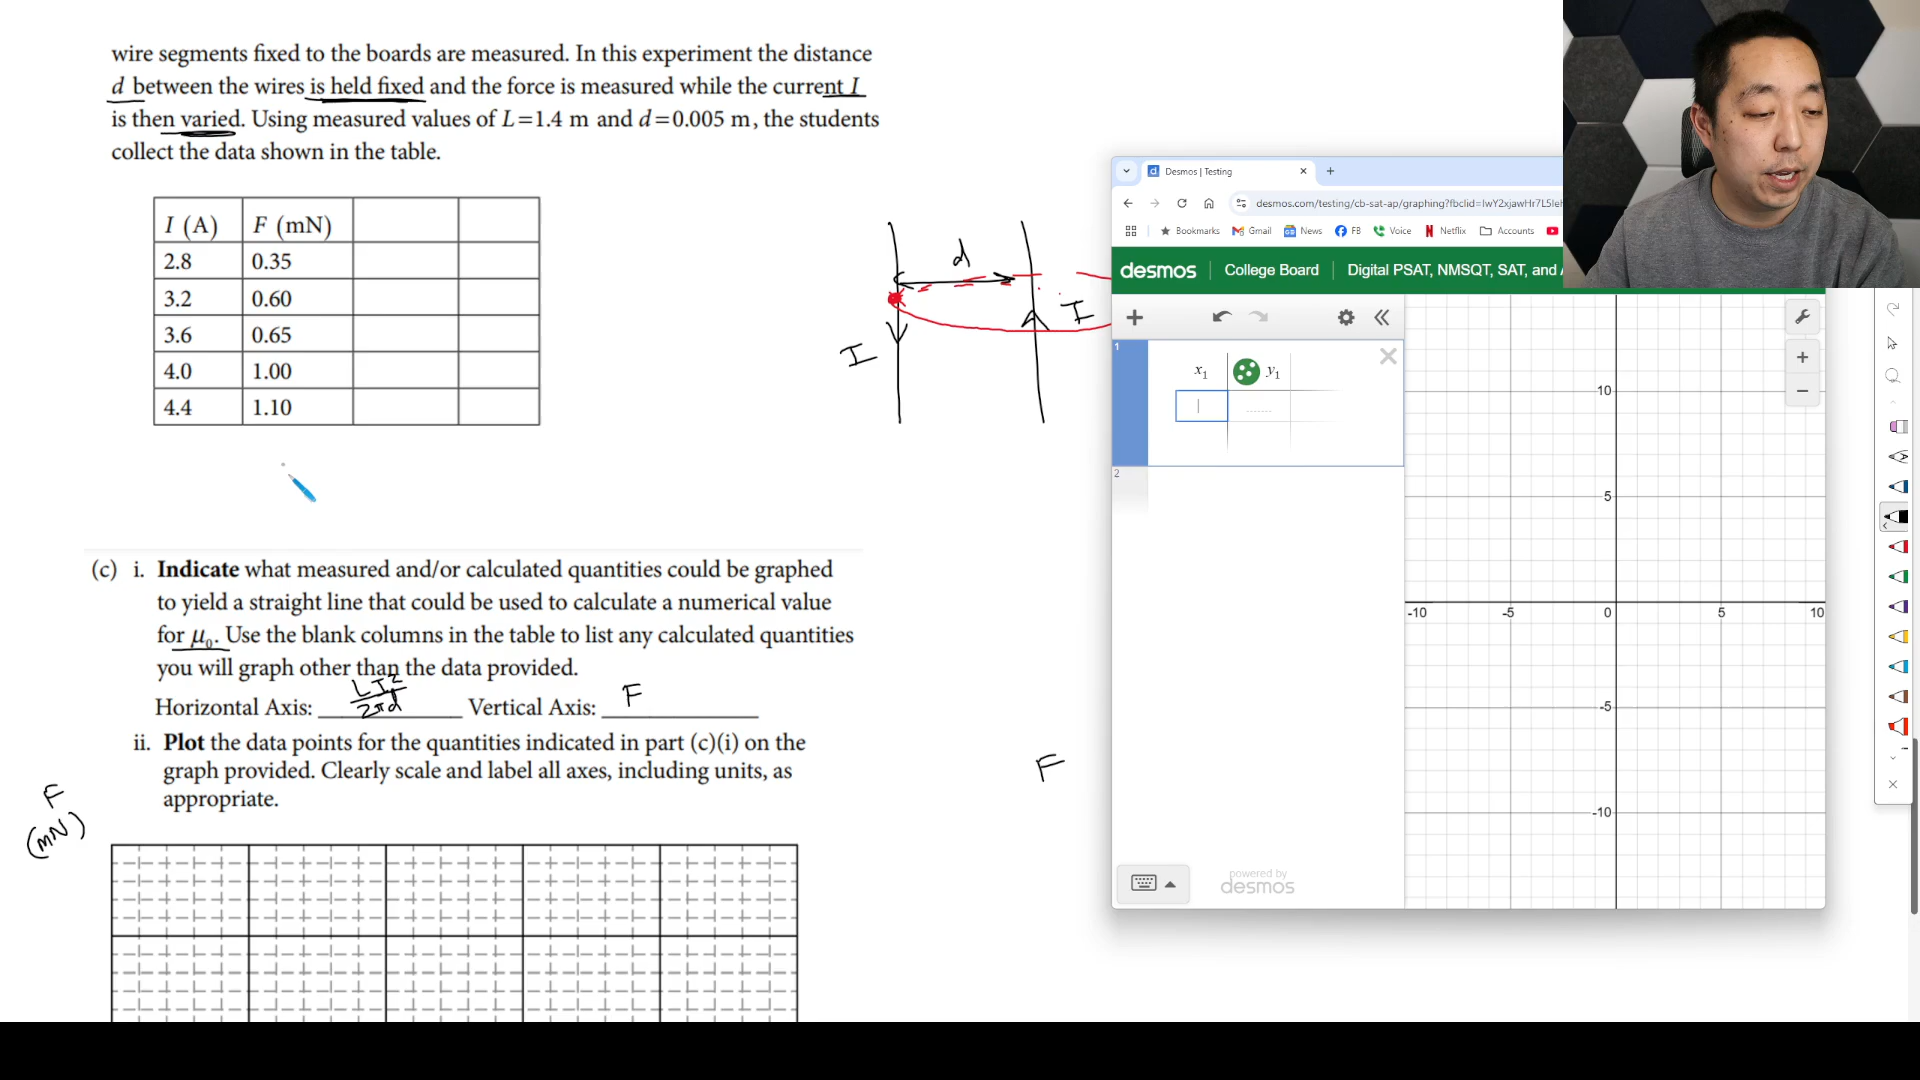 wire segments fixed to the boards are measured. In this experiment the distance
d between the wires is held fixed and the force is measured while the current I
is then varied. Using measured values of L=1.4 m and d=0.005 m, the students
collect the data shown in the table.
I (A) F (mN)
2.8 0.35
3.2 0.60
3.6 0.65
4.0 1.00
4.4 1.10
d
I
I
(c) i. Indicate what measured and/or calculated quantities could be graphed
to yield a straight line that could be used to calculate a numerical value
for μ₀. Use the blank columns in the table to list any calculated quantities
you will graph other than the data provided.
Horizontal Axis: LI²/2πd Vertical Axis: F
ii. Plot the data points for the quantities indicated in part (c)(i) on the
graph provided. Clearly scale and label all axes, including units, as
appropriate.
F
(mN)
F
Desmos | Testing
desmos.com/testing/cb-sat-ap/graphing?fbclid=IwY2xjawHr7L5leH
Bookmarks Gmail News FB Voice Netflix Accounts
desmos College Board Digital PSAT, NMSQT, SAT, and
1
x₁ y₁
2
10
5
-10 -5 0 5 10
-5
-10
powered by
desmos